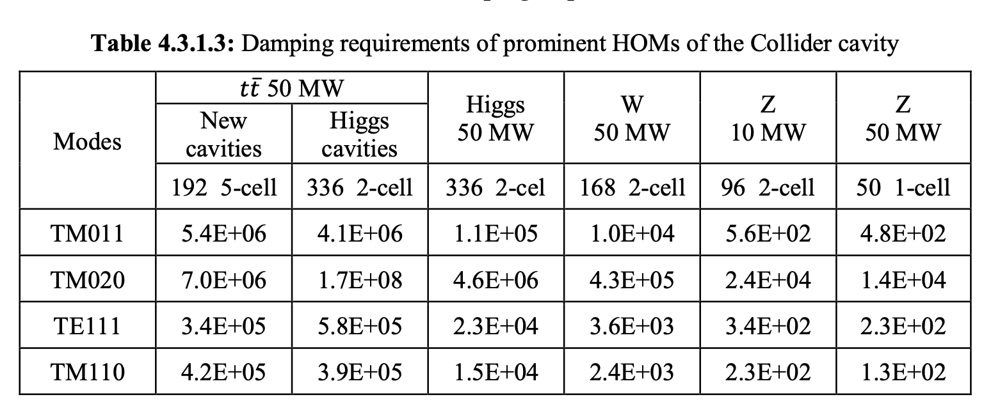 Table 4.3.1.3: Damping requirements of prominent HOMs of the Collider cavity
Modes
tt̄ 50 MW
New cavities
Higgs cavities
Higgs 50 MW
W 50 MW
Z 10 MW
Z 50 MW
192 5-cell 336 2-cell 336 2-cel 168 2-cell 96 2-cell 50 1-cell
TM011 5.4E+06 4.1E+06 1.1E+05 1.0E+04 5.6E+02 4.8E+02
TM020 7.0E+06 1.7E+08 4.6E+06 4.3E+05 2.4E+04 1.4E+04
TE111 3.4E+05 5.8E+05 2.3E+04 3.6E+03 3.4E+02 2.3E+02
TM110 4.2E+05 3.9E+05 1.5E+04 2.4E+03 2.3E+02 1.3E+02